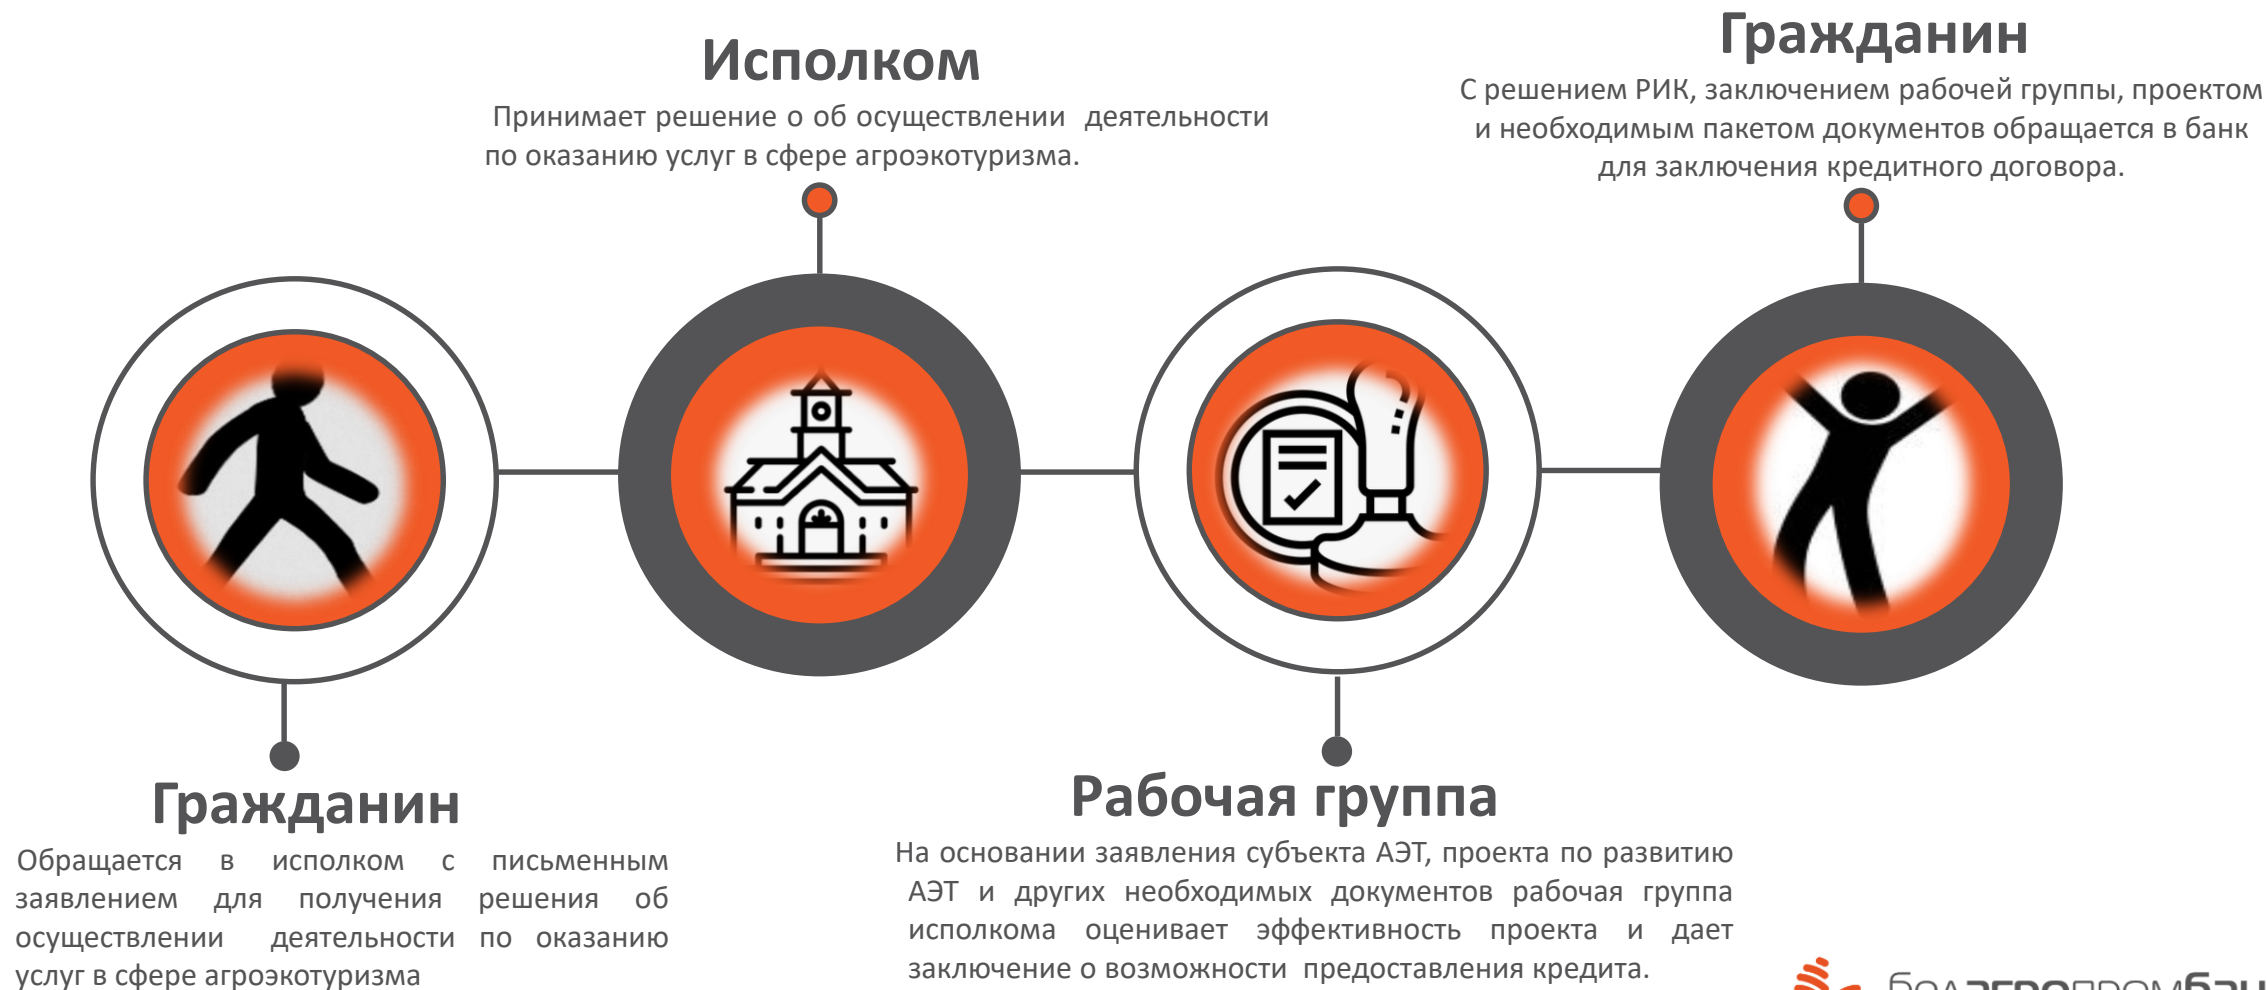 Исполком
Принимает решение о об осуществлении деятельности
по оказанию услуг в сфере агроэкотуризма.
Гражданин
С решением РИК, заключением рабочей группы, проектом
и необходимым пакетом документов обращается в банк
для заключения кредитного договора.
Гражданин
Обращается в исполком с письменным
заявлением для получения решения об
осуществлении деятельности по оказанию
услуг в сфере агроэкотуризма
Рабочая группа
На основании заявления субъекта АЭТ, проекта по развитию
АЭТ и других необходимых документов рабочая группа
исполкома оценивает эффективность проекта и дает
заключение о возможности предоставления кредита.